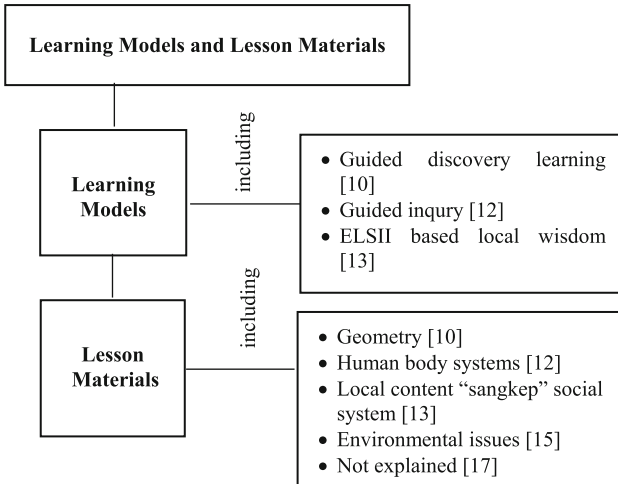 Learning Models and Lesson Materials
including
Learning
Models
• Guided discovery learning
[10]
• Guided inqury [12]
• ELSII based local wisdom
[13]
including
Lesson
Materials
• Geometry [10]
• Human body systems [12]
• Local content “sangkep” social
system [13]
• Environmental issues [15]
• Not explained [17]